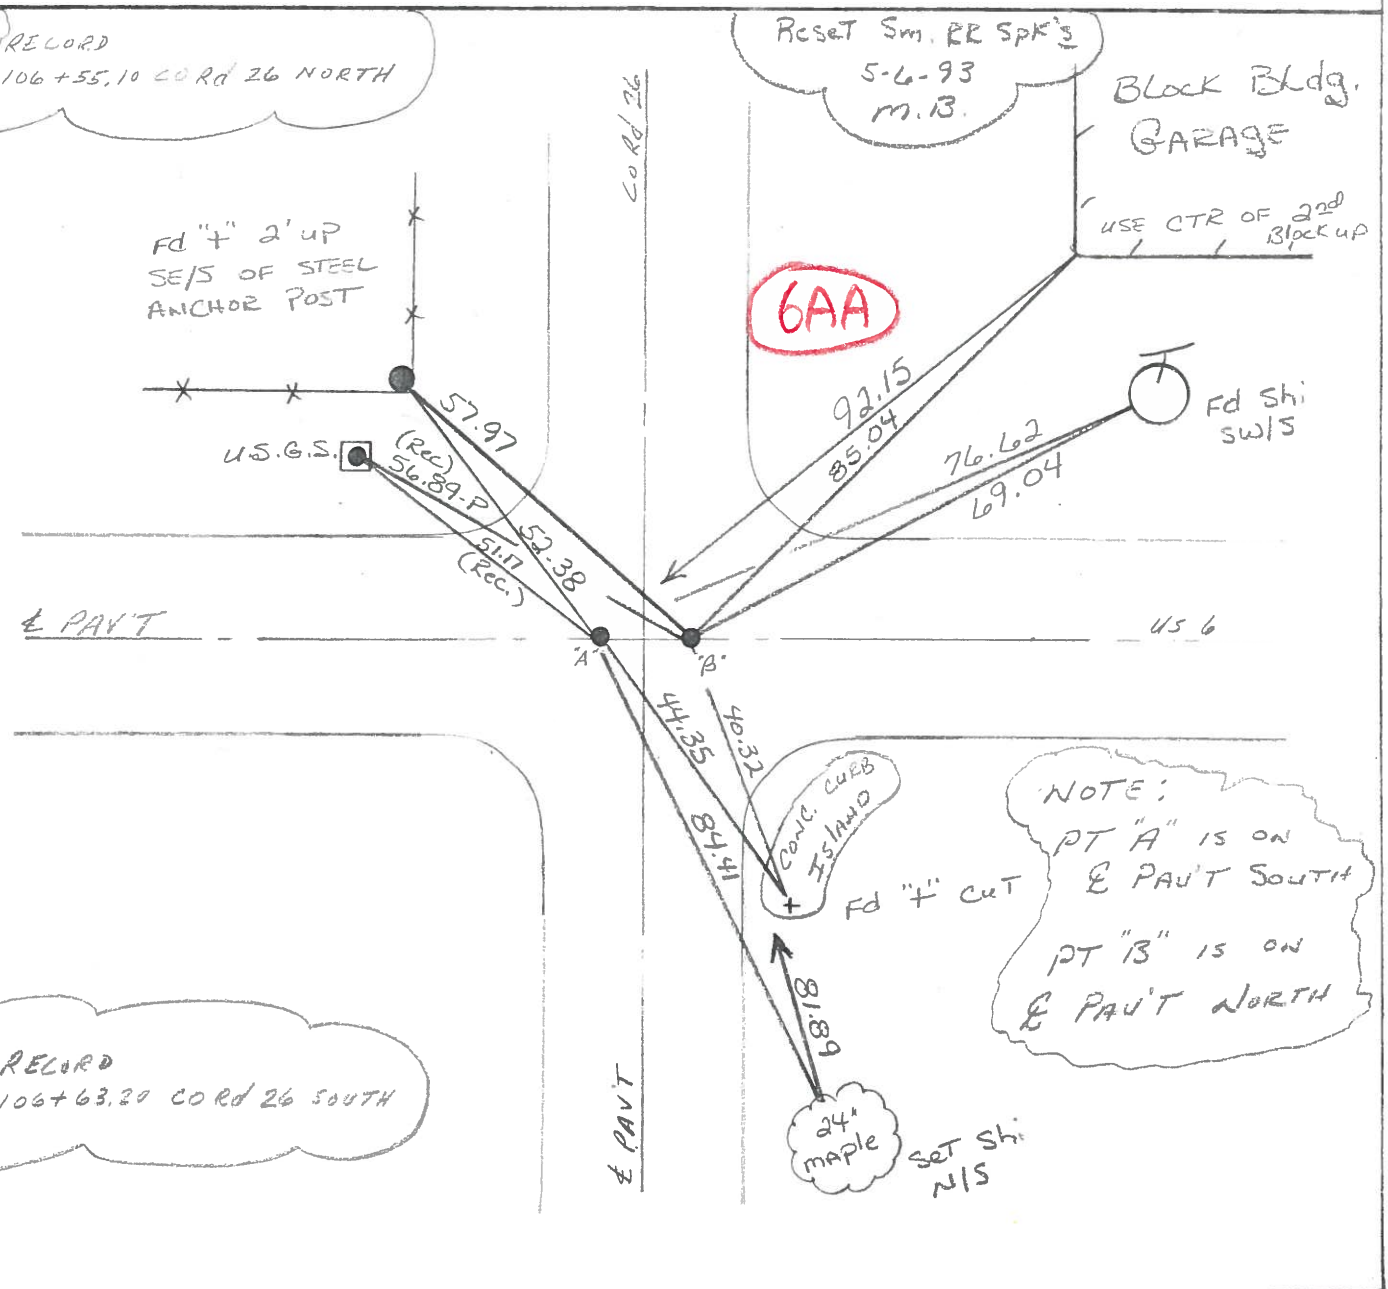 RECORD
106+55.10 CO Rd 26 NORTH
Reset Sm. RR Spk's
5-6-93
M.B.
BLOCK BLdg.
GARAGE
USE CTR OF 2nd
Block up
CO Rd 26
Fd "+" 2' UP
SE/S OF STEEL
ANCHOR POST
6AA
92.15
85.04
76.62
69.04
Fd Shi
SW/S
57.97
U.S.G.S.
(Rec)
56.89-P
52.38
51.17
(Rec.)
℄ PAV'T
US 6
"A"
"B"
44.35
40.32
84.41
CONC. CURB
ISLAND
Fd "+" CUT
NOTE:
PT "A" IS ON
℄ PAV'T SOUTH
PT "B" IS ON
℄ PAV'T NORTH
81.89
RECORD
106+63.20 CO Rd 26 SOUTH
℄ PAV'T
24"
MAPLE
SET Shi
N/S